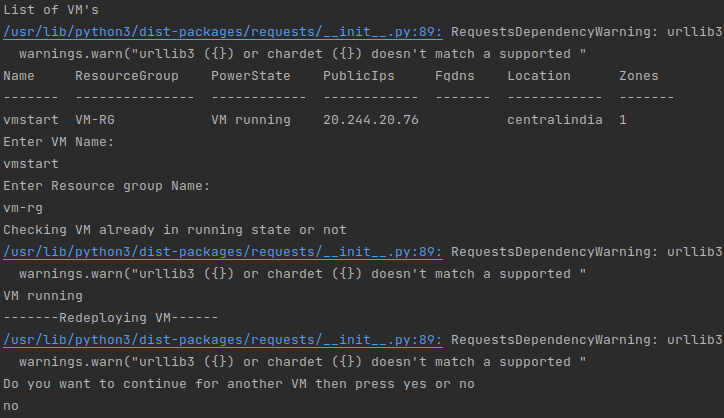 List of VM's
/usr/lib/python3/dist-packages/requests/__init__.py:89: RequestsDependencyWarning: urllib3
warnings.warn("urllib3 ({}) or chardet ({}) doesn't match a supported "
Name ResourceGroup PowerState PublicIps Fqdns Location Zones
------- --------------- ----------- ------------ ------- ------------ -------
vmstart VM-RG VM running 20.244.20.76 centralindia 1
Enter VM Name:
vmstart
Enter Resource group Name:
vm-rg
Checking VM already in running state or not
/usr/lib/python3/dist-packages/requests/__init__.py:89: RequestsDependencyWarning: urllib3
warnings.warn("urllib3 ({}) or chardet ({}) doesn't match a supported "
VM running
-------Redeploying VM------
/usr/lib/python3/dist-packages/requests/__init__.py:89: RequestsDependencyWarning: urllib3
warnings.warn("urllib3 ({}) or chardet ({}) doesn't match a supported "
Do you want to continue for another VM then press yes or no
no